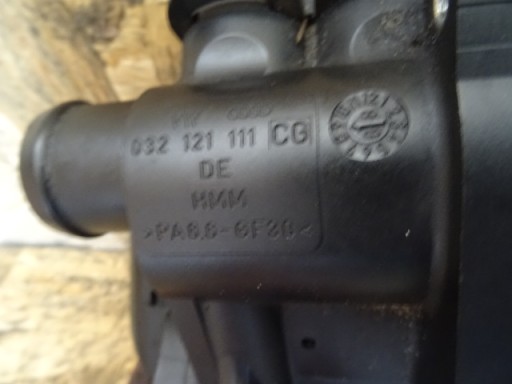 032 121 111 CG
DE
HMM
>PA6.6-GF30<